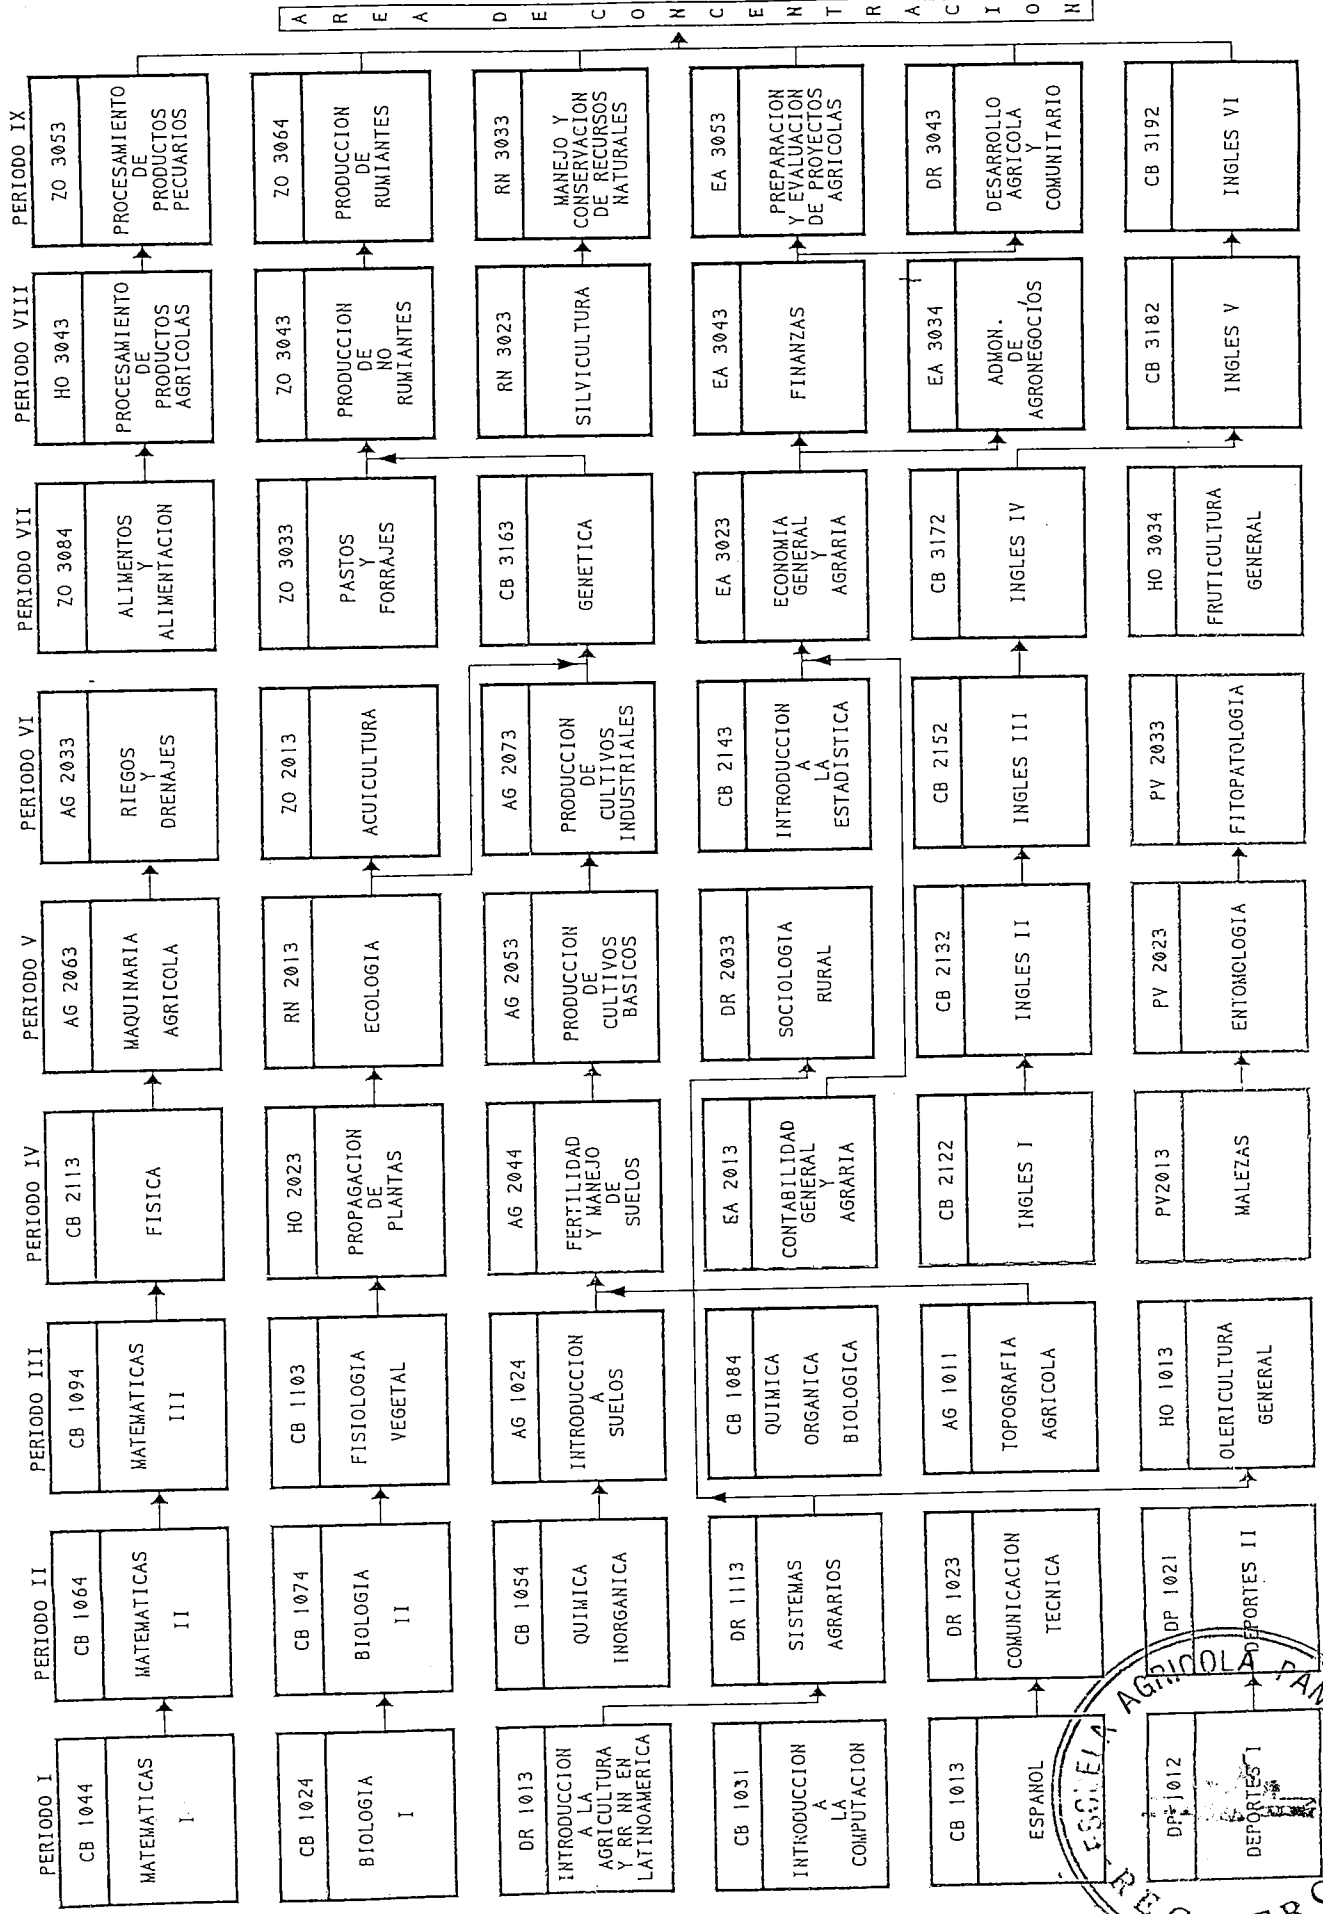 PERIODO I
CB 1044
MATEMATICAS
I
CB 1024
BIOLOGIA
I
DR 1013
INTRODUCCION
A LA
AGRICULTURA
Y RR NN EN
LATINOAMERICA
CB 1031
INTRODUCCION
A
LA
COMPUTACION
CB 1013
ESPANOL
DP 1012
DEPORTES I
PERIODO II
CB 1064
MATEMATICAS
II
CB 1074
BIOLOGIA
II
CB 1054
QUIMICA
INORGANICA
DR 1113
SISTEMAS
AGRARIOS
DR 1023
COMUNICACION
TECNICA
DP 1021
DEPORTES II
PERIODO III
CB 1094
MATEMATICAS
III
CB 1103
FISIOLOGIA
VEGETAL
AG 1024
INTRODUCCION
A
SUELOS
CB 1084
QUIMICA
ORGANICA
BIOLOGICA
AG 1011
TOPOGRAFIA
AGRICOLA
HO 1013
OLERICULTURA
GENERAL
PERIODO IV
CB 2113
FISICA
HO 2023
PROPAGACION
DE
PLANTAS
AG 2044
FERTILIDAD
Y MANEJO
DE
SUELOS
EA 2013
CONTABILIDAD
GENERAL
Y
AGRARIA
CB 2122
INGLES I
PV2013
MALEZAS
PERIODO V
AG 2063
MAQUINARIA
AGRICOLA
RN 2013
ECOLOGIA
AG 2053
PRODUCCION
DE
CULTIVOS
BASICOS
DR 2033
SOCIOLOGIA
RURAL
CB 2132
INGLES II
PV 2023
ENTOMOLOGIA
PERIODO VI
AG 2033
RIEGOS
Y
DRENAJES
ZO 2013
ACUICULTURA
AG 2073
PRODUCCION
DE
CULTIVOS
INDUSTRIALES
CB 2143
INTRODUCCION
A
LA
ESTADISTICA
CB 2152
INGLES III
PV 2033
FITOPATOLOGIA
PERIODO VII
ZO 3084
ALIMENTOS
Y
ALIMENTACION
ZO 3033
PASTOS
Y
FORRAJES
CB 3163
GENETICA
EA 3023
ECONOMIA
GENERAL
Y
AGRARIA
CB 3172
INGLES IV
HO 3034
FRUTICULTURA
GENERAL
PERIODO VIII
HO 3043
PROCESAMIENTO
DE
PRODUCTOS
AGRICOLAS
ZO 3043
PRODUCCION
DE
NO
RUMIANTES
RN 3023
SILVICULTURA
EA 3043
FINANZAS
EA 3034
ADMON.
DE
AGRONEGOCIOS
CB 3182
INGLES V
PERIODO IX
ZO 3053
PROCESAMIENTO
DE
PRODUCTOS
PECUARIOS
ZO 3064
PRODUCCION
DE
RUMIANTES
RN 3033
MANEJO Y
CONSERVACION
DE RECURSOS
NATURALES
EA 3053
PREPARACION
Y EVALUACION
DE PROYECTOS
AGRICOLAS
DR 3043
DESARROLLO
AGRICOLA
Y
COMUNITARIO
CB 3192
INGLES VI
AREA DE CONCENTRACION
ESCUELA AGRICOLA PAN